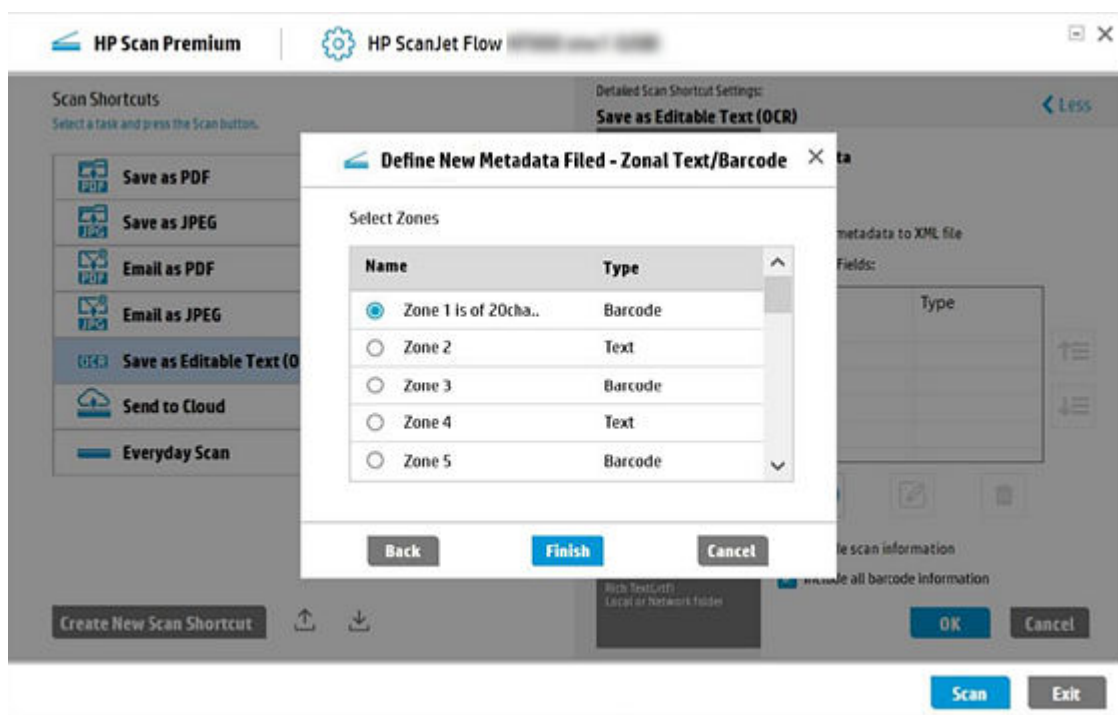 HP Scan Premium
HP ScanJet Flow
Scan Shortcuts
Select a task and press the Scan button.
Save as PDF
Save as JPEG
Email as PDF
Email as JPEG
Save as Editable Text (O
Send to Cloud
Everyday Scan
Create New Scan Shortcut
Detailed Scan Shortcut Settings:
Save as Editable Text (OCR)
Less
Define New Metadata Filed - Zonal Text/Barcode
Select Zones
Name Type
Zone 1 is of 20cha.. Barcode
Zone 2 Text
Zone 3 Barcode
Zone 4 Text
Zone 5 Barcode
Back Finish Cancel
ta
metadata to XML file
Fields:
Type
le scan information
include all barcode information
Rich Text(.rtf)
Local or Network folder
OK Cancel
Scan Exit